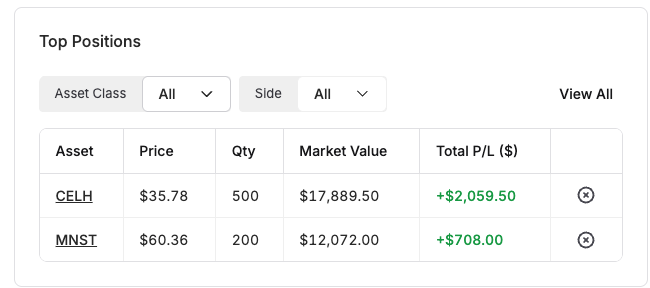 Top Positions
Asset Class All Side All View All
Asset Price Qty Market Value Total P/L ($)
CELH $35.78 500 $17,889.50 +$2,059.50
MNST $60.36 200 $12,072.00 +$708.00